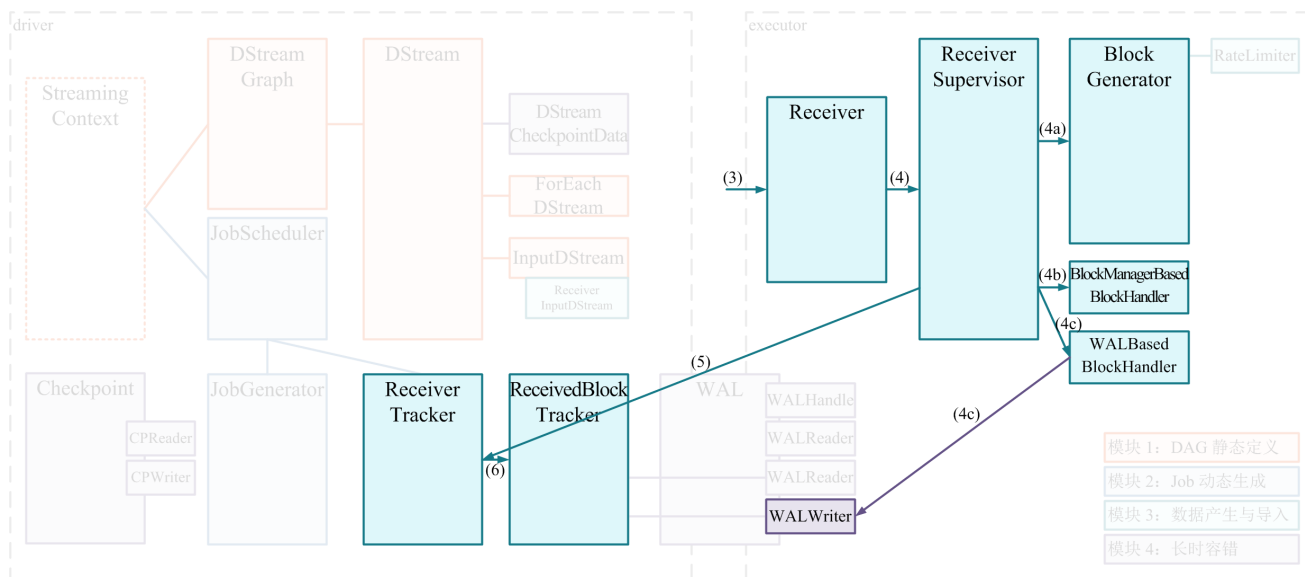 driver
executor
Streaming
Context
DStream
Graph
DStream
DStream
CheckpointData
ForEach
DStream
InputDStream
Receiver
InputDStream
JobScheduler
Checkpoint
CPReader
CPWriter
JobGenerator
Receiver
Tracker
ReceivedBlock
Tracker
(6)
(5)
WAL
WALHandle
WALReader
WALReader
WALWriter
(3)
Receiver
(4)
Receiver
Supervisor
(4a)
Block
Generator
RateLimiter
(4b)
BlockManagerBased
BlockHandler
(4c)
WALBased
BlockHandler
(4c)
模块 1：DAG 静态定义
模块 2：Job 动态生成
模块 3：数据产生与导入
模块 4：长时容错